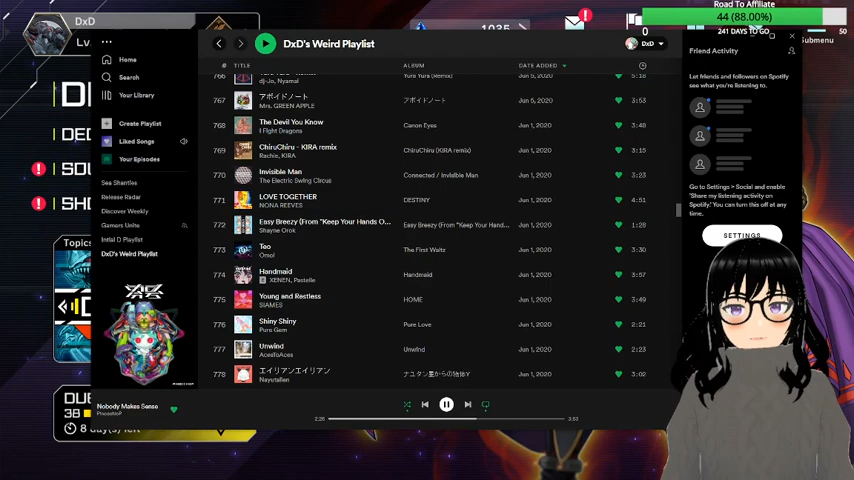 DxD
Lv.
1035
Road To Affiliate
44 (88.00%)
0
50
241 DAYS TO GO
Submenu
Home
Search
Your Library
Create Playlist
Liked Songs
Your Episodes
Sea Shanties
Release Radar
Discover Weekly
Gamers Unite
Initial D Playlist
DxD's Weird Playlist
DxD's Weird Playlist
DxD
# TITLE ALBUM DATE ADDED
766 dj-Jo, Nyamai Yura Yura (Remix) Jun 5, 2020 5:18
767 アボイドノート アボイドノート Jun 5, 2020 3:53
Mrs. GREEN APPLE
768 The Devil You Know Canon Eyes Jun 1, 2020 3:48
I Fight Dragons
769 ChiruChiru - KIRA remix ChiruChiru (KIRA remix) Jun 1, 2020 3:15
Rachie, KIRA
770 Invisible Man Connected / Invisible Man Jun 1, 2020 3:23
The Electric Swing Circus
771 LOVE TOGETHER DESTINY Jun 1, 2020 4:51
NONA REEVES
772 Easy Breezy (From "Keep Your Hands O... Easy Breezy (From "Keep Your Hand... Jun 1, 2020 1:28
Shayne Orok
773 Teo The First Waltz Jun 1, 2020 3:30
Omoi
774 Handmaid Handmaid Jun 1, 2020 3:57
E XENEN, Pastelle
775 Young and Restless HOME Jun 1, 2020 3:49
SIAMES
776 Shiny Shiny Pure Love Jun 1, 2020 2:21
Pure Gem
777 Unwind Unwind Jun 1, 2020 2:23
AcesToAces
778 エイリアンエイリアン ナユタン星からの物体Y Jun 1, 2020 3:02
Nayutalien
Friend Activity
Let friends and followers on Spotify
see what you're listening to.
Go to Settings > Social and enable
'Share my listening activity on
Spotify.' You can turn this off at any
time.
SETTINGS
Topics
8 day(s) left
38
Nobody Makes Sense
PinocchioP
2:26
3:53